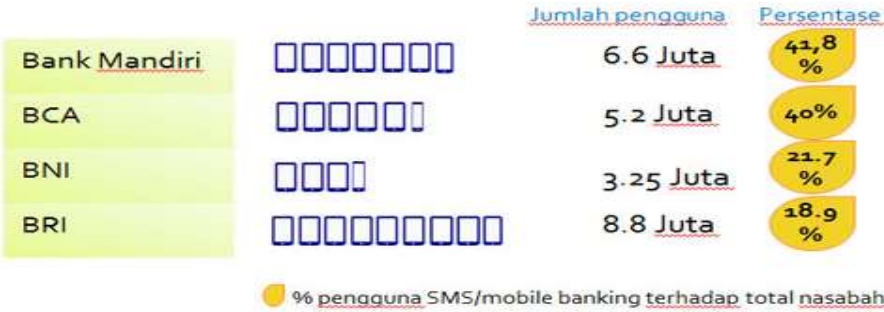 Jumlah pengguna Persentase
Bank Mandiri 6.6 Juta 41,8 %
BCA 5.2 Juta 40%
BNI 3.25 Juta 21.7 %
BRI 8.8 Juta 18.9 %
% pengguna SMS/mobile banking terhadap total nasabah